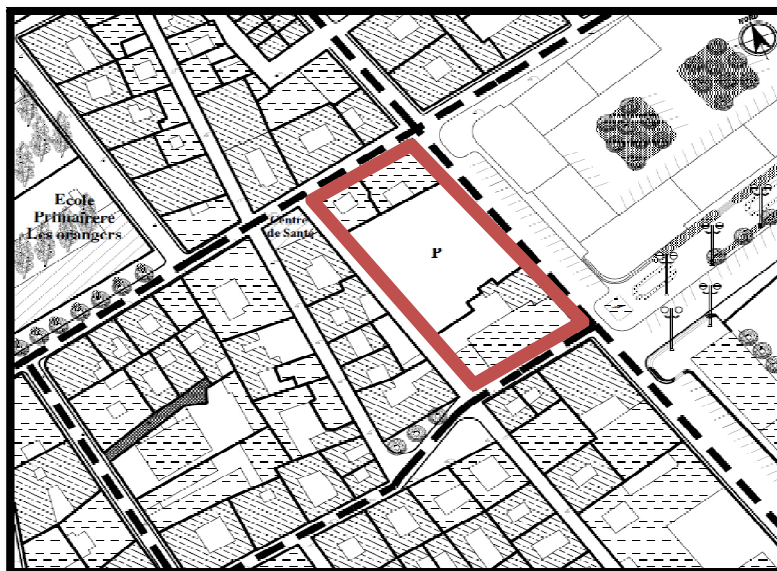 NORD
Ecole
Primairere
Les orangers
Centre
de Santé
P